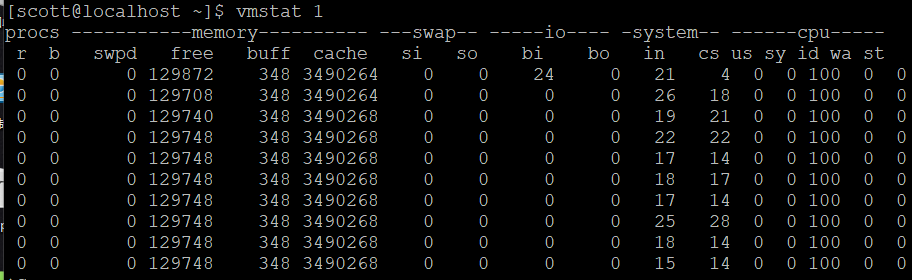 [scott@localhost ~]$ vmstat 1
procs -----------memory---------- ---swap-- -----io---- -system-- ------cpu-----
r b swpd free buff cache si so bi bo in cs us sy id wa st
0 0 0 129872 348 3490264 0 0 24 0 21 4 0 0 100 0 0
0 0 0 129708 348 3490264 0 0 0 0 26 18 0 0 100 0 0
0 0 0 129740 348 3490268 0 0 0 0 19 21 0 0 100 0 0
0 0 0 129748 348 3490268 0 0 0 0 22 22 0 0 100 0 0
0 0 0 129748 348 3490268 0 0 0 0 17 14 0 0 100 0 0
0 0 0 129748 348 3490268 0 0 0 0 18 17 0 0 100 0 0
0 0 0 129748 348 3490268 0 0 0 0 17 14 0 0 100 0 0
0 0 0 129748 348 3490268 0 0 0 0 25 28 0 0 100 0 0
0 0 0 129748 348 3490268 0 0 0 0 18 14 0 0 100 0 0
0 0 0 129748 348 3490268 0 0 0 0 15 14 0 0 100 0 0